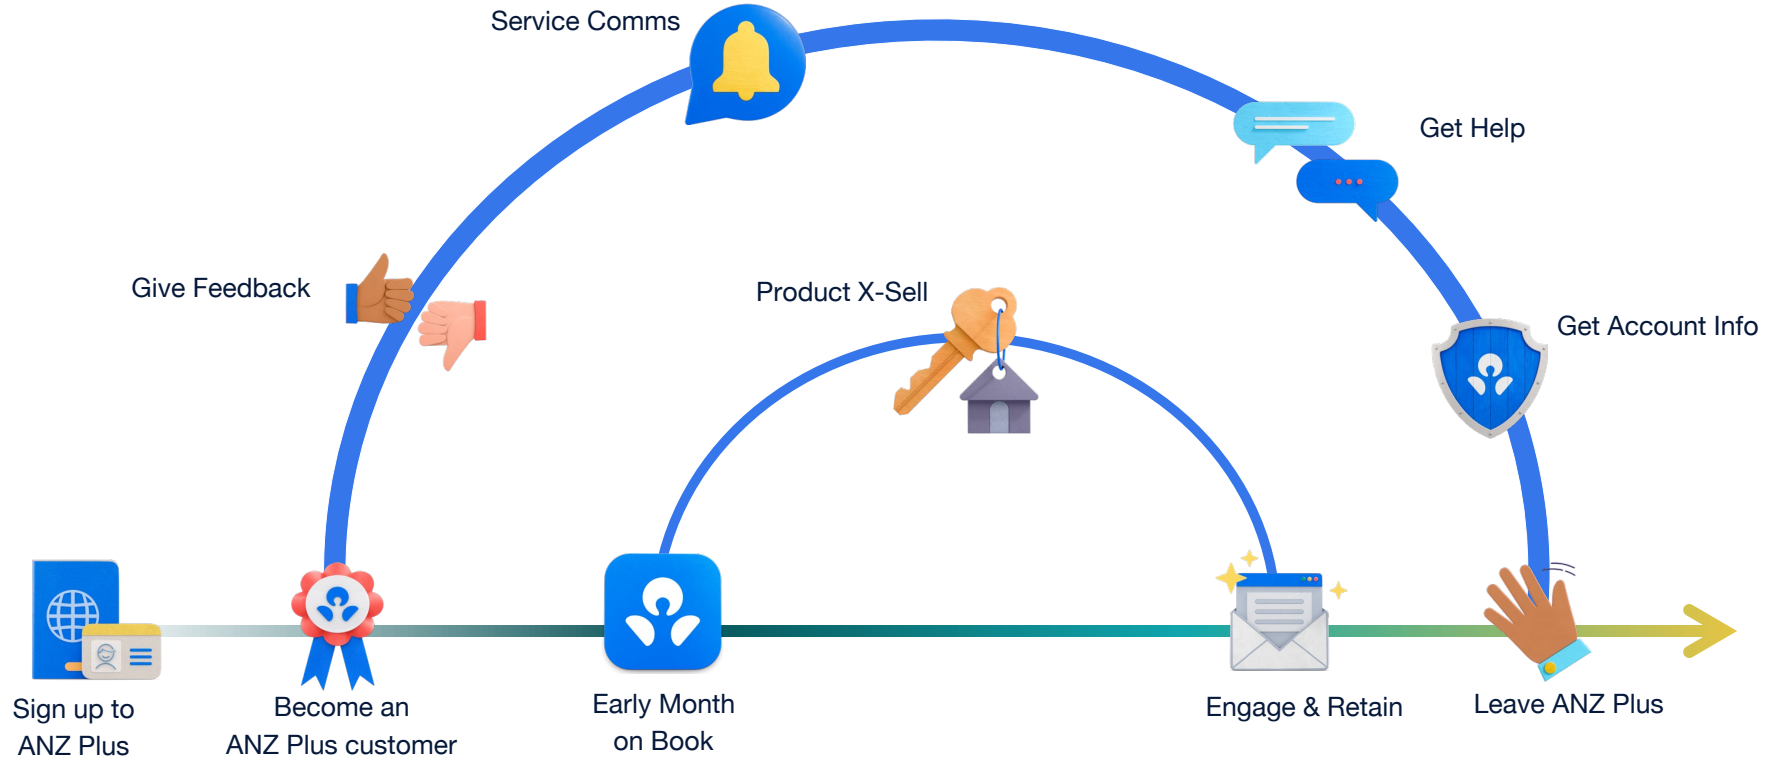 Service Comms
Get Help
Give Feedback
Product X-Sell
Get Account Info
Sign up to
ANZ Plus
Become an
ANZ Plus customer
Early Month
on Book
Engage & Retain
Leave ANZ Plus